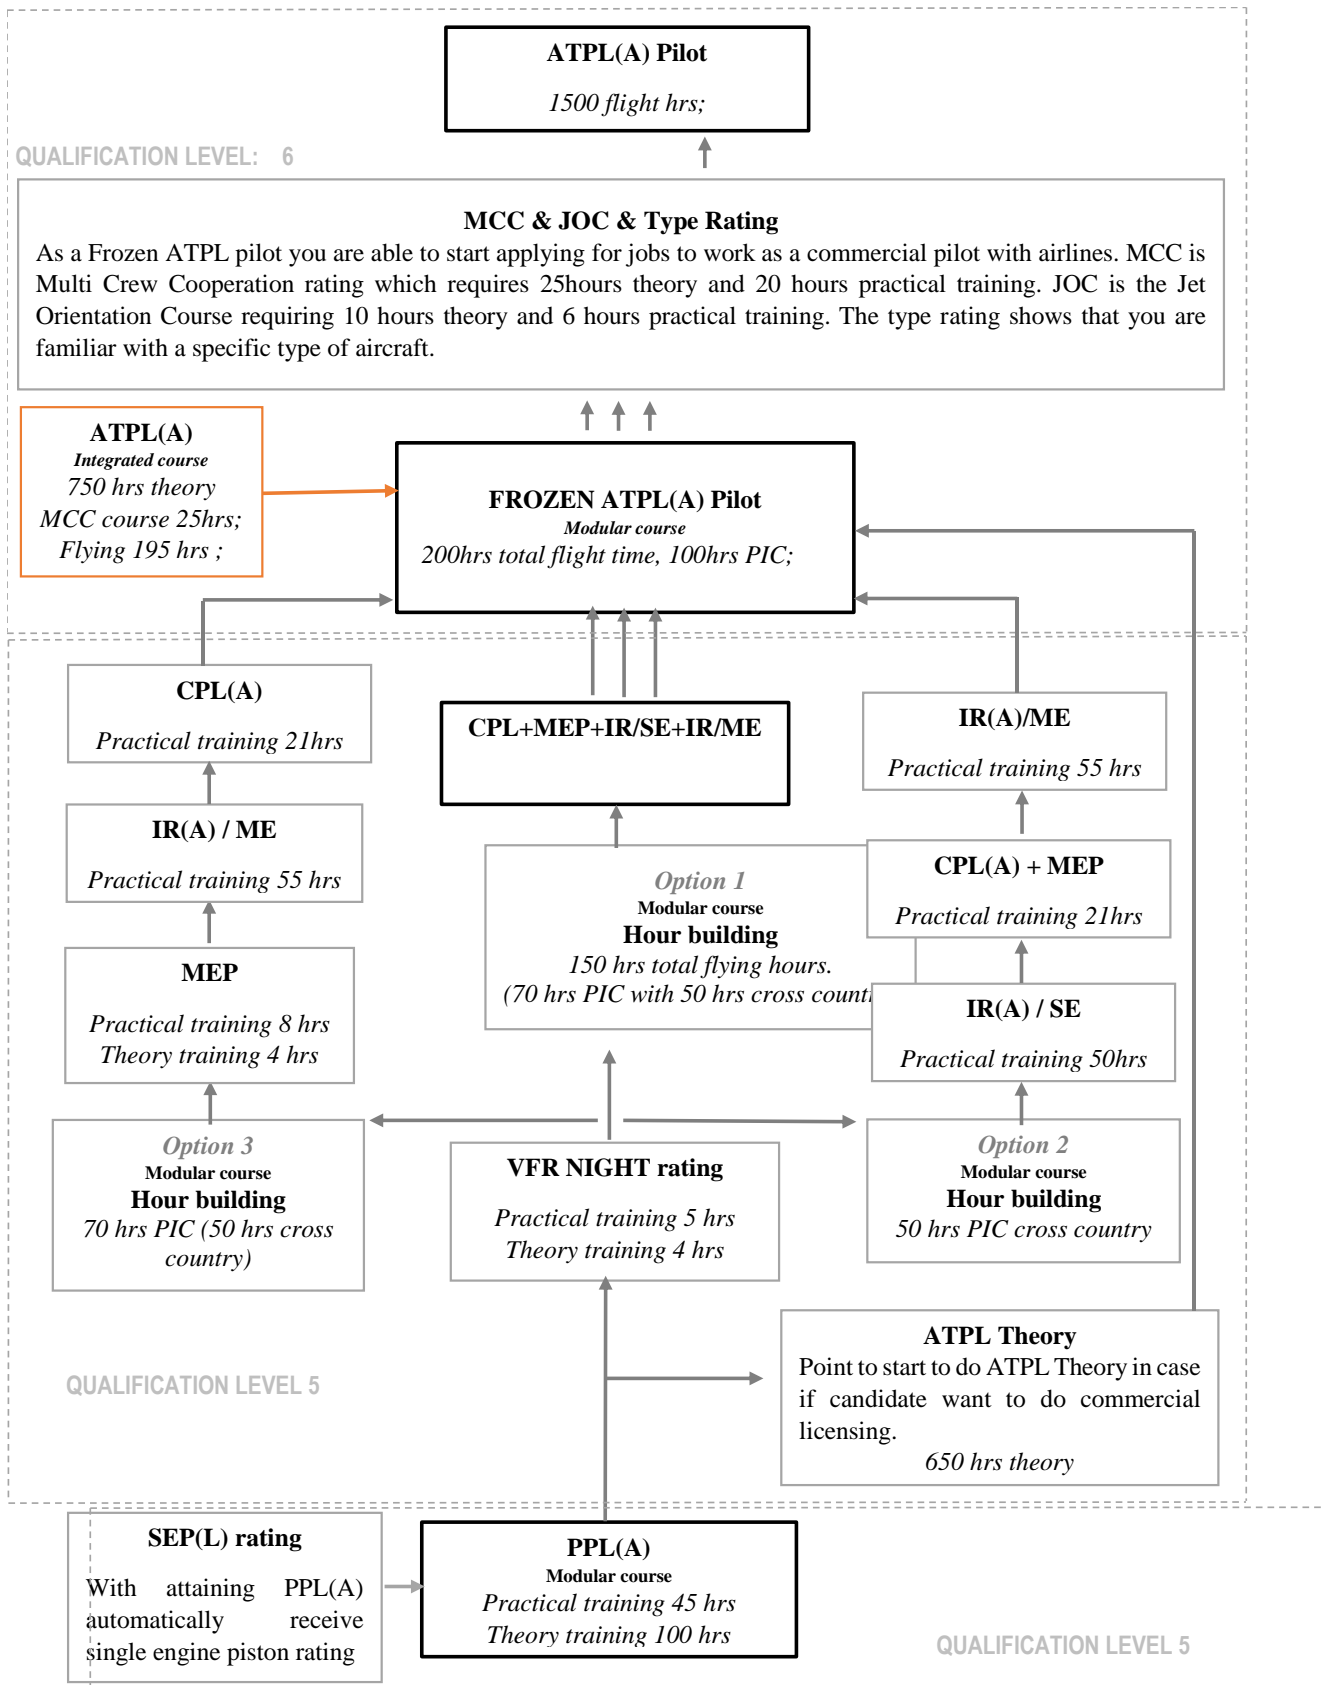 ATPL(A) Pilot
1500 flight hrs;
QUALIFICATION LEVEL: 6
MCC & JOC & Type Rating
As a Frozen ATPL pilot you are able to start applying for jobs to work as a commercial pilot with airlines. MCC is
Multi Crew Cooperation rating which requires 25hours theory and 20 hours practical training. JOC is the Jet
Orientation Course requiring 10 hours theory and 6 hours practical training. The type rating shows that you are
familiar with a specific type of aircraft.
ATPL(A)
Integrated course
750 hrs theory
MCC course 25hrs;
Flying 195 hrs ;
FROZEN ATPL(A) Pilot
Modular course
200hrs total flight time, 100hrs PIC;
CPL(A)
Practical training 21hrs
IR(A) / ME
Practical training 55 hrs
MEP
Practical training 8 hrs
Theory training 4 hrs
Option 3
Modular course
Hour building
70 hrs PIC (50 hrs cross
country)
CPL+MEP+IR/SE+IR/ME
Option 1
Modular course
Hour building
150 hrs total flying hours.
(70 hrs PIC with 50 hrs cross
VFR NIGHT rating
Practical training 5 hrs
Theory training 4 hrs
IR(A)/ME
Practical training 55 hrs
CPL(A) + MEP
Practical training 21hrs
IR(A) / SE
Practical training 50hrs
Option 2
Modular course
Hour building
50 hrs PIC cross country
ATPL Theory
Point to start to do ATPL Theory in case
if candidate want to do commercial
licensing.
650 hrs theory
QUALIFICATION LEVEL 5
SEP(L) rating
With attaining PPL(A)
automatically receive
single engine piston rating
PPL(A)
Modular course
Practical training 45 hrs
Theory training 100 hrs
QUALIFICATION LEVEL 5